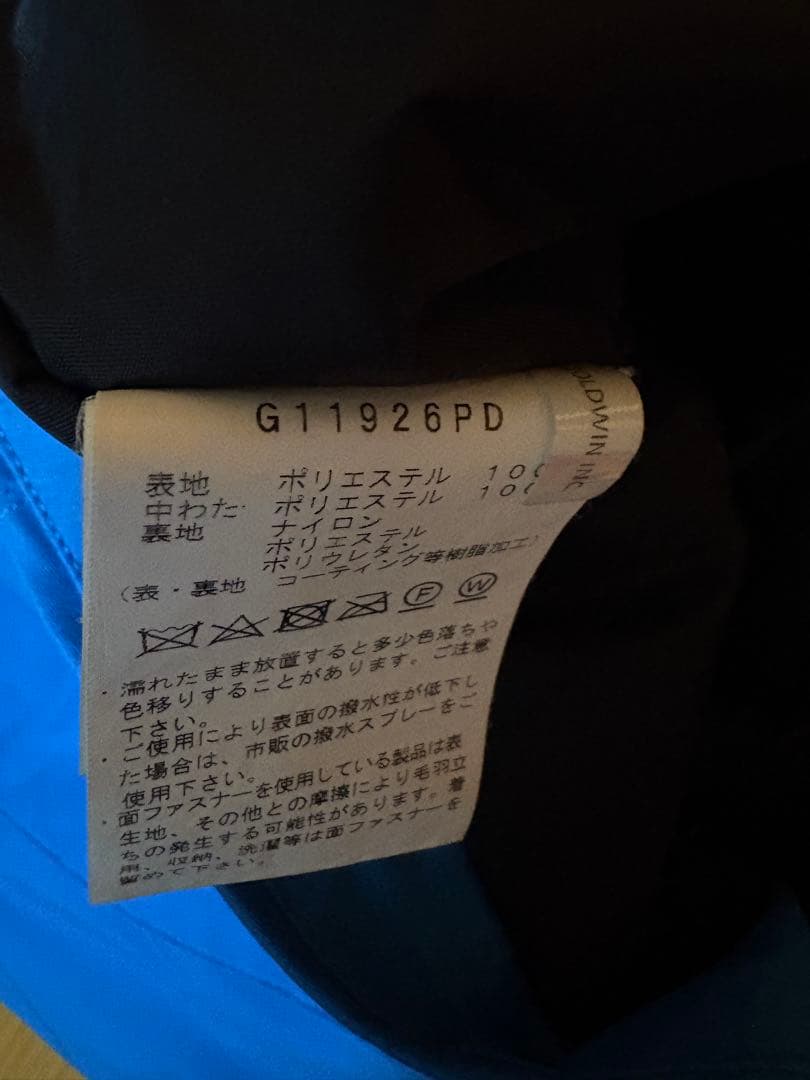 G11926PD
OLDWIN INC
表地 ポリエステル 100
中わた ポリエステル 100
裏地 ナイロン
ポリエステル
ポリウレタン
(表・裏地 コーティング等樹脂加工)
F W
・濡れたまま放置すると多少色落ちや
色移りすることがあります。ご注意
下さい。
・ご使用により表面の撥水性が低下し
た場合は、市販の撥水スプレーをご
使用下さい。
・面ファスナーを使用している製品は表
生地、その他との摩擦により毛羽立
ちの発生する可能性があります。着
用、収納、洗濯等は面ファスナーを
留めて下さい。